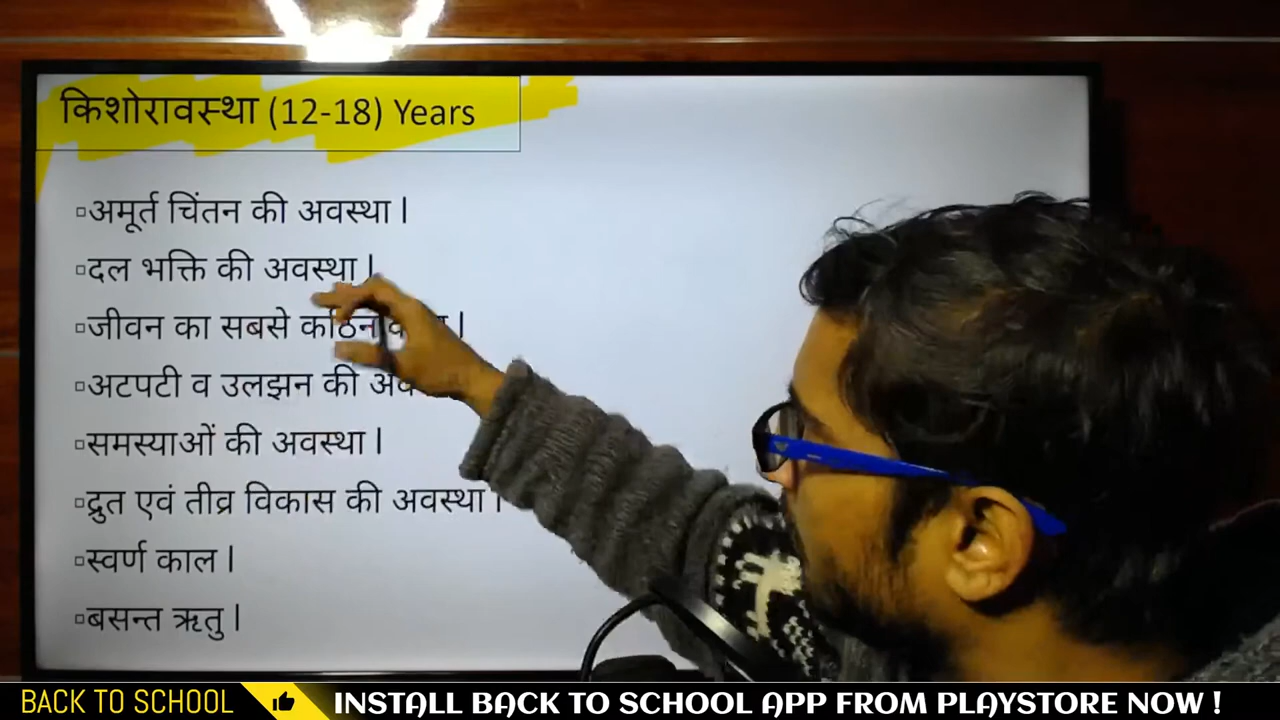 किशोरावस्था (12-18) Years
▫अमूर्त चिंतन की अवस्था |
▫दल भक्ति की अवस्था |
▫जीवन का सबसे कठिन |
▫अटपटी व उलझन की
▫समस्याओं की अवस्था |
▫द्रुत एवं तीव्र विकास की अवस्था |
▫स्वर्ण काल |
▫बसन्त ऋतु |
BACK TO SCHOOL INSTALL BACK TO SCHOOL APP FROM PLAYSTORE NOW !